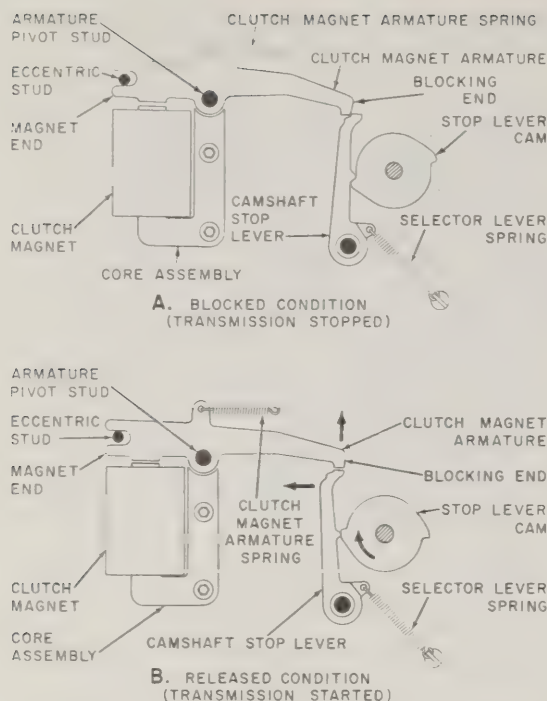 ARMATURE
PIVOT STUD
CLUTCH MAGNET ARMATURE SPRING
CLUTCH MAGNET ARMATURE
ECCENTRIC
STUD
BLOCKING
END
MAGNET
END
STOP LEVER
CAM
CLUTCH
MAGNET
CAMSHAFT
STOP
LEVER
SELECTOR LEVER
SPRING
CORE ASSEMBLY
A. BLOCKED CONDITION
(TRANSMISSION STOPPED)
ARMATURE
PIVOT STUD
ECCENTRIC
STUD
CLUTCH MAGNET
ARMATURE
MAGNET
END
BLOCKING END
CLUTCH
MAGNET
ARMATURE
SPRING
STOP LEVER
CAM
CLUTCH
MAGNET
SELECTOR LEVER
SPRING
CORE
ASSEMBLY
CAMSHAFT STOP LEVER
B. RELEASED CONDITION
(TRANSMISSION STARTED)